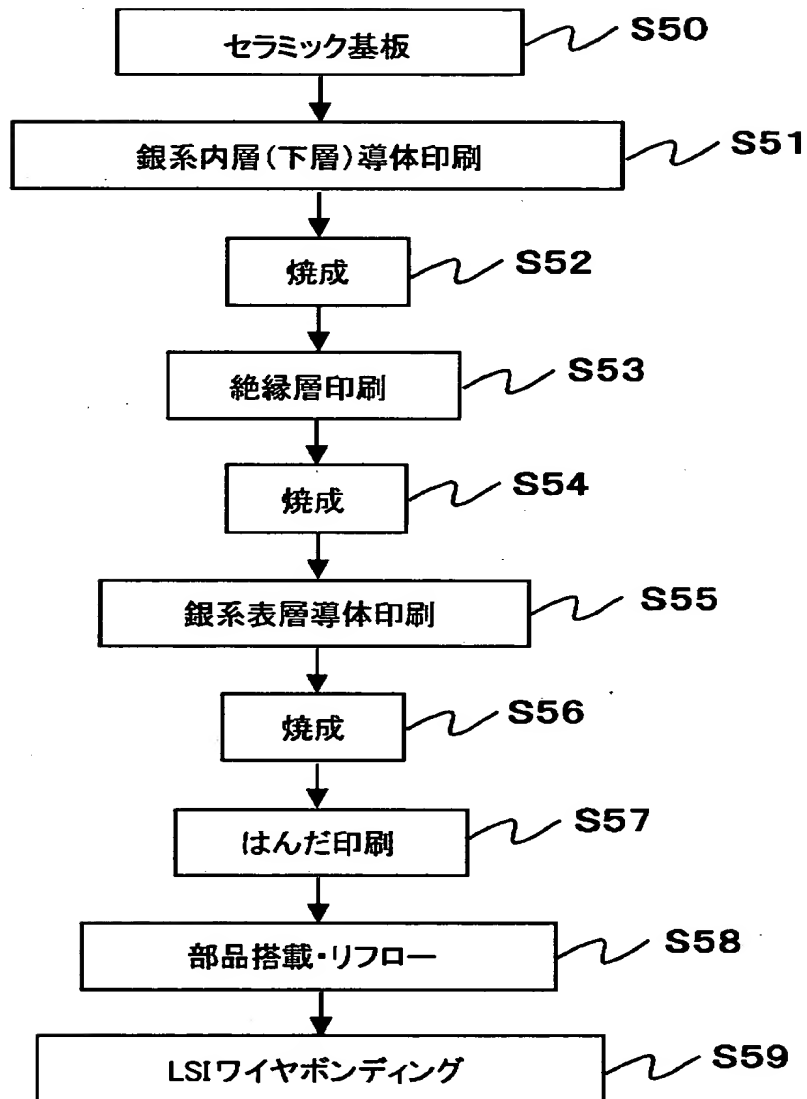 セラミック基板 S50
銀系内層(下層)導体印刷 S51
焼成 S52
絶縁層印刷 S53
焼成 S54
銀系表層導体印刷 S55
焼成 S56
はんだ印刷 S57
部品搭載・リフロー S58
LSIワイヤボンディング S59